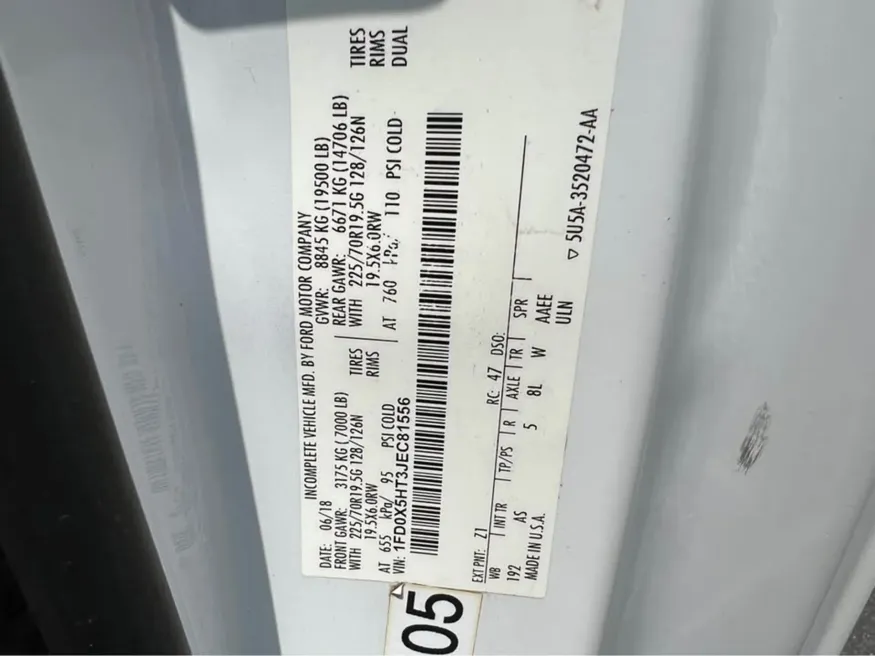 INCOMPLETE VEHICLE MFD. BY FORD MOTOR COMPANY
DATE: 06/18 GVWR: 8845 KG (19500 LB)
FRONT GAWR: 3175 KG (7000 LB) REAR GAWR: 6671 KG (14706 LB)
WITH 225/70R19.5G 128/126N TIRES WITH 225/70R19.5G 128/126N TIRES
19.5X6.0RW RIMS 19.5X6.0RW RIMS
AT 655 kPa/ 95 PSI COLD AT 760 kPa/ 110 PSI COLD DUAL
VIN: 1FD0X5HT3JEC81556
EXT PNT: Z1 RC: 47 DSO:
WB INT TR TP/PS R AXLE TR SPR
192 AS 5 8L W AAEE
MADE IN U.S.A. ULN
▽ 5U5A-3520472-AA
05